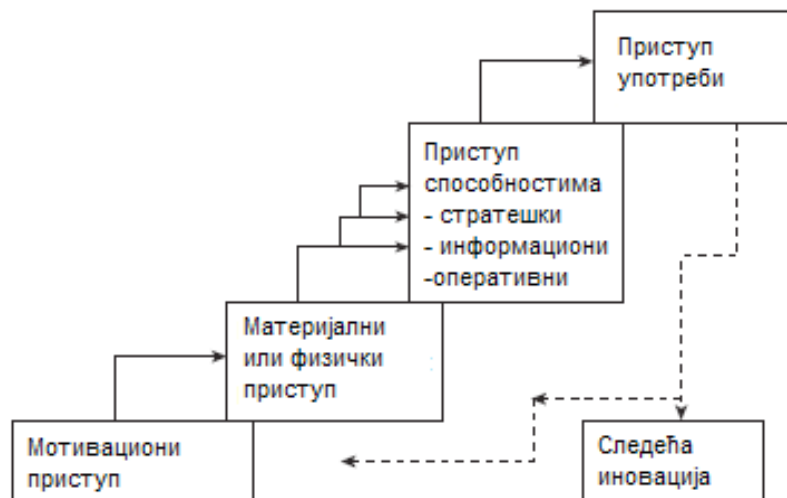 Приступ
употреби
Приступ
способностима
- стратешки
- информациони
-оперативни
Материјални
или физички
приступ
Мотивациони
приступ
Следећа
иновација